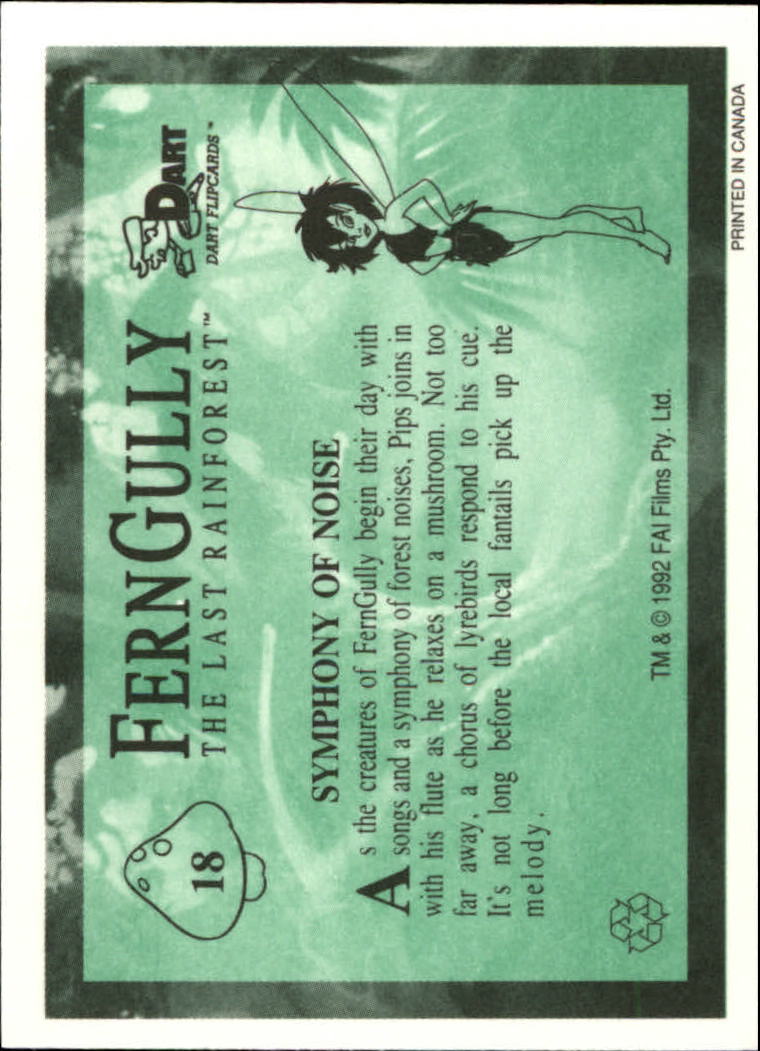 18
FERNGULLY
THE LAST RAINFOREST™
DART
DART FLIPCARDS™
SYMPHONY OF NOISE
As the creatures of FernGully begin their day with
songs and a symphony of forest noises, Pips joins in
with his flute as he relaxes on a mushroom. Not too
far away, a chorus of lyrebirds respond to his cue.
It's not long before the local fantails pick up the
melody.
TM & © 1992 FAI Films Pty. Ltd.
PRINTED IN CANADA